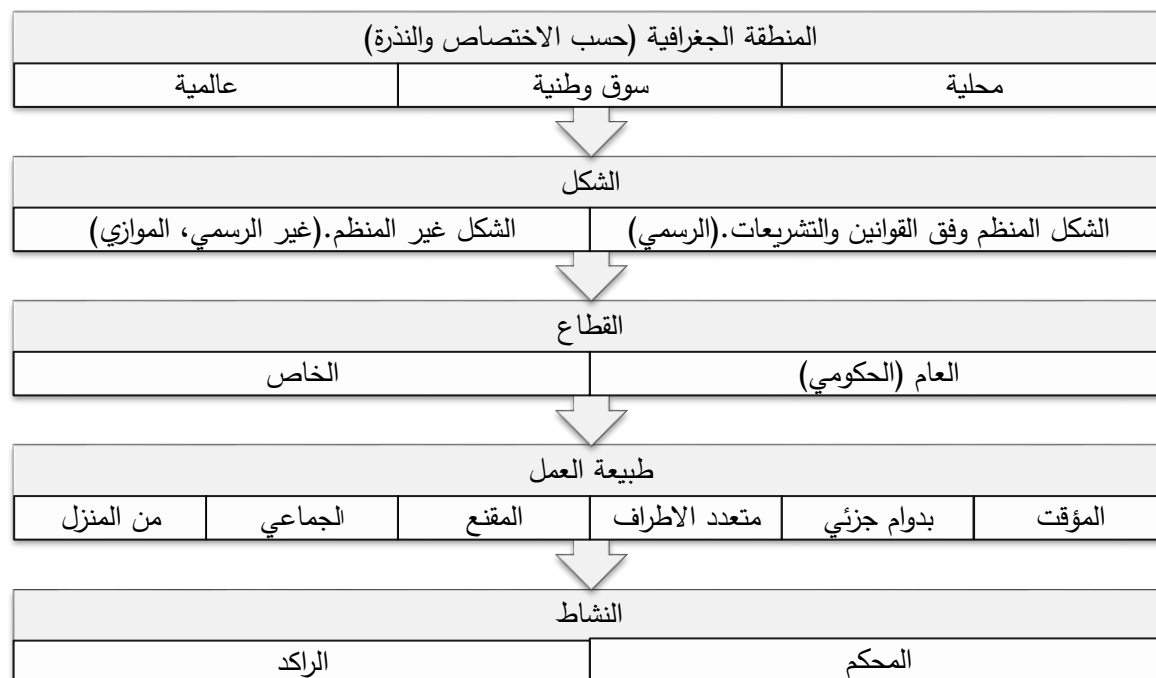 المنطقة الجغرافية (حسب الاختصاص والنذرة)
محلية
سوق وطنية
عالمية
الشكل
الشكل المنظم وفق القوانين والتشريعات.(الرسمي)
الشكل غير المنظم.(غير الرسمي، الموازي)
القطاع
العام (الحكومي)
الخاص
طبيعة العمل
المؤقت
بدوام جزئي
متعدد الاطراف
المقنع
الجماعي
من المنزل
النشاط
المحكم
الراكد